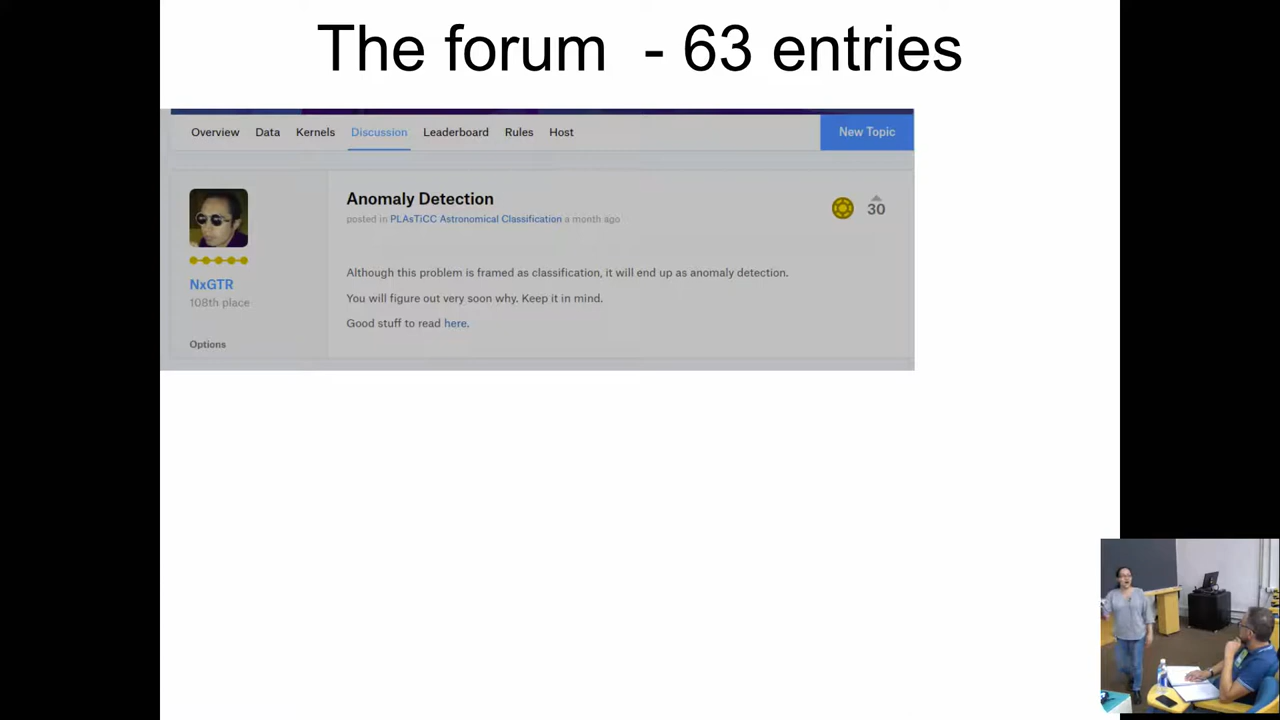 The forum - 63 entries
Overview Data Kernels Discussion Leaderboard Rules Host New Topic
Anomaly Detection
posted in PLAsTiCC Astronomical Classification a month ago
30
NxGTR
108th place
Options
Although this problem is framed as classification, it will end up as anomaly detection.
You will figure out very soon why. Keep it in mind.
Good stuff to read here.